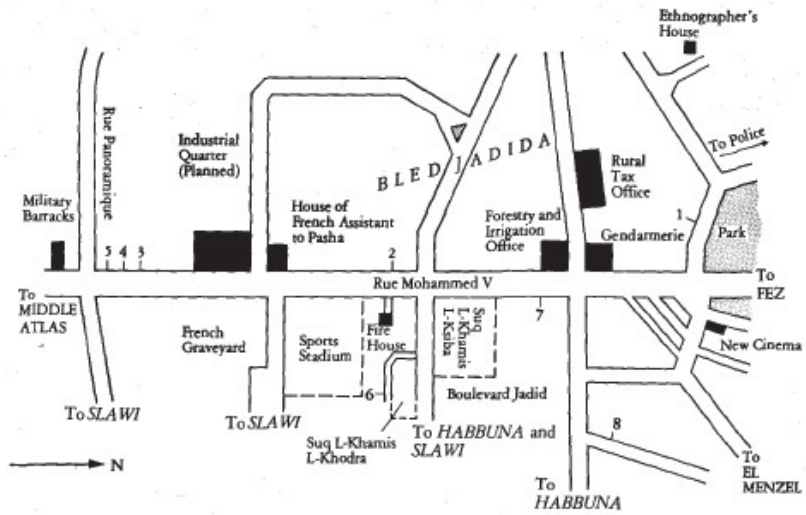 Ethnographer's
House
To Police
Rue Panoramique
Industrial
Quarter
(Planned)
BLED JADIDA
Rural
Tax
Office
Military
Barracks
House of
French Assistant
to Pasha
Forestry and
Irrigation
Office
Gendarmerie
1
Park
5 4 3
2
Rue Mohammed V
To
MIDDLE
ATLAS
To
FEZ
French
Graveyard
Sports
Stadium
Fire
House
Suq
L-Khamis
L-Ksiba
7
New Cinema
6
Boulevard Jadid
To SLAWI
To SLAWI
Suq L-Khamis
L-Khodra
To HABBUNA and
SLAWI
8
N
To
HABBUNA
To
EL
MENZEL